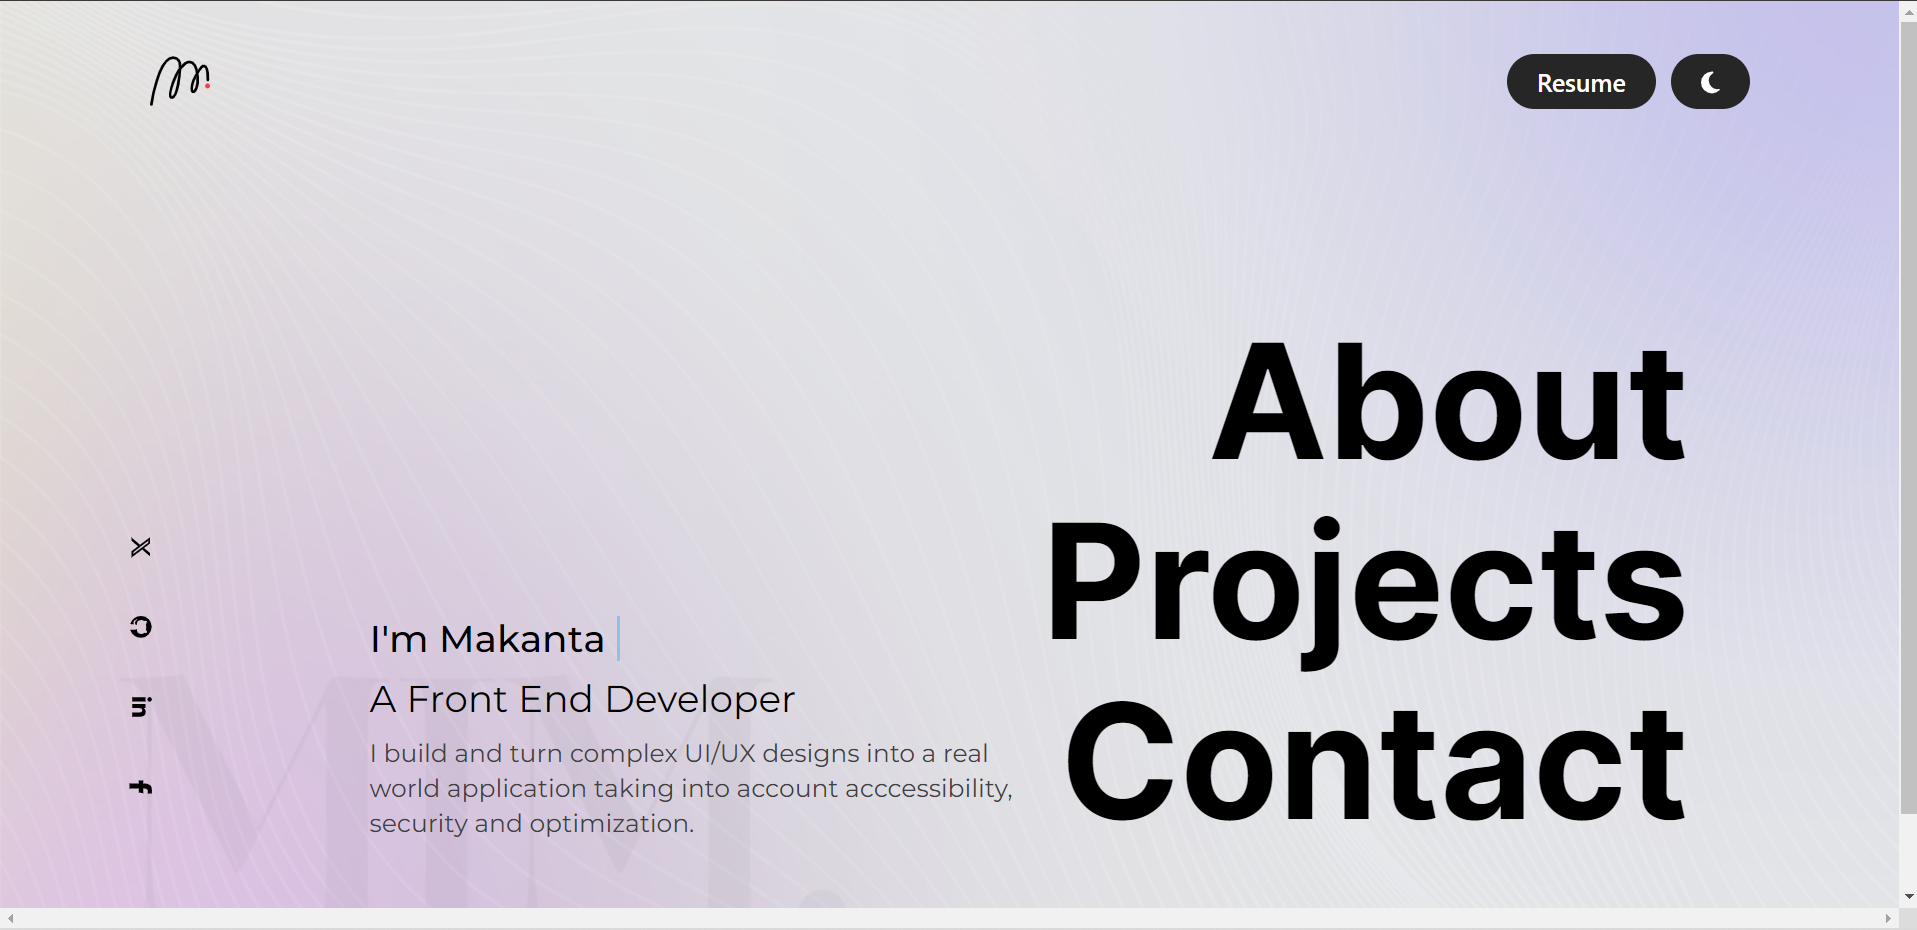 Resume
About
Projects
Contact
I'm Makanta
A Front End Developer
I build and turn complex UI/UX designs into a real
world application taking into account acccessibility,
security and optimization.
MIM.